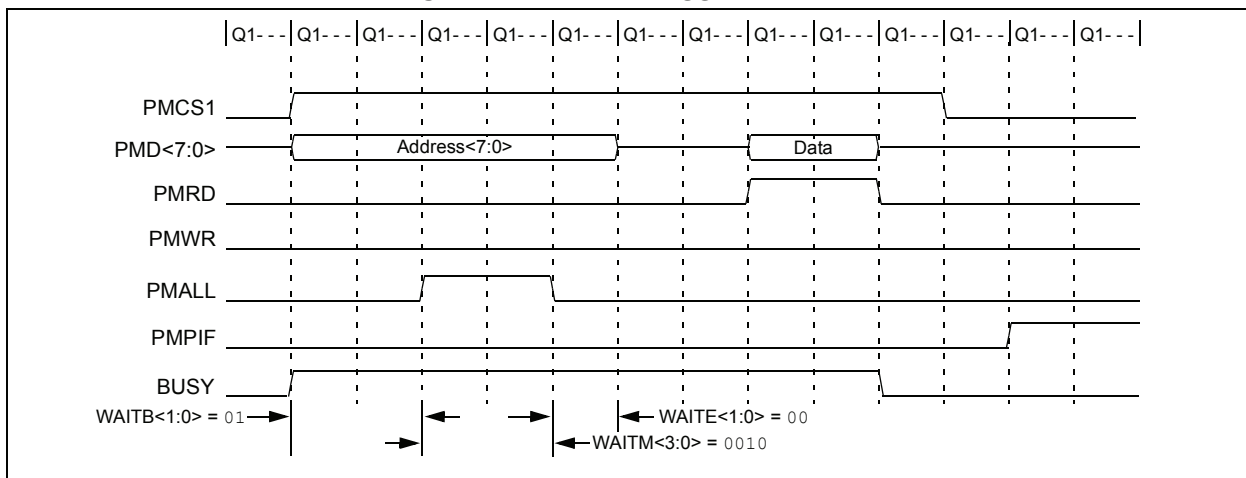 Q1--- Q1--- Q1--- Q1--- Q1--- Q1--- Q1--- Q1--- Q1--- Q1--- Q1--- Q1--- Q1--- Q1---
PMCS1
PMD<7:0> Address<7:0> Data
PMRD
PMWR
PMALL
PMPIF
BUSY
WAITB<1:0> = 01 WAITE<1:0> = 00
WAITM<3:0> = 0010